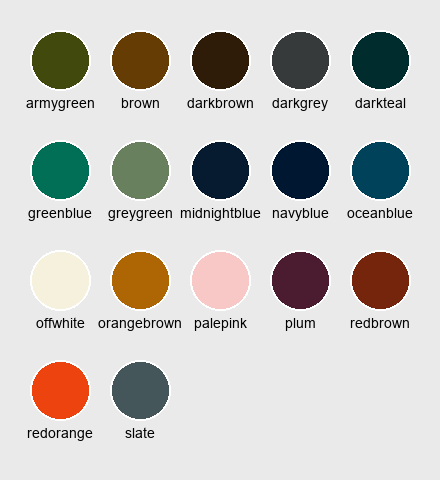 armygreen brown darkbrown darkgrey darkteal
greenblue greygreen midnightblue navyblue oceanblue
offwhite orangebrown palepink plum redbrown
redorange slate